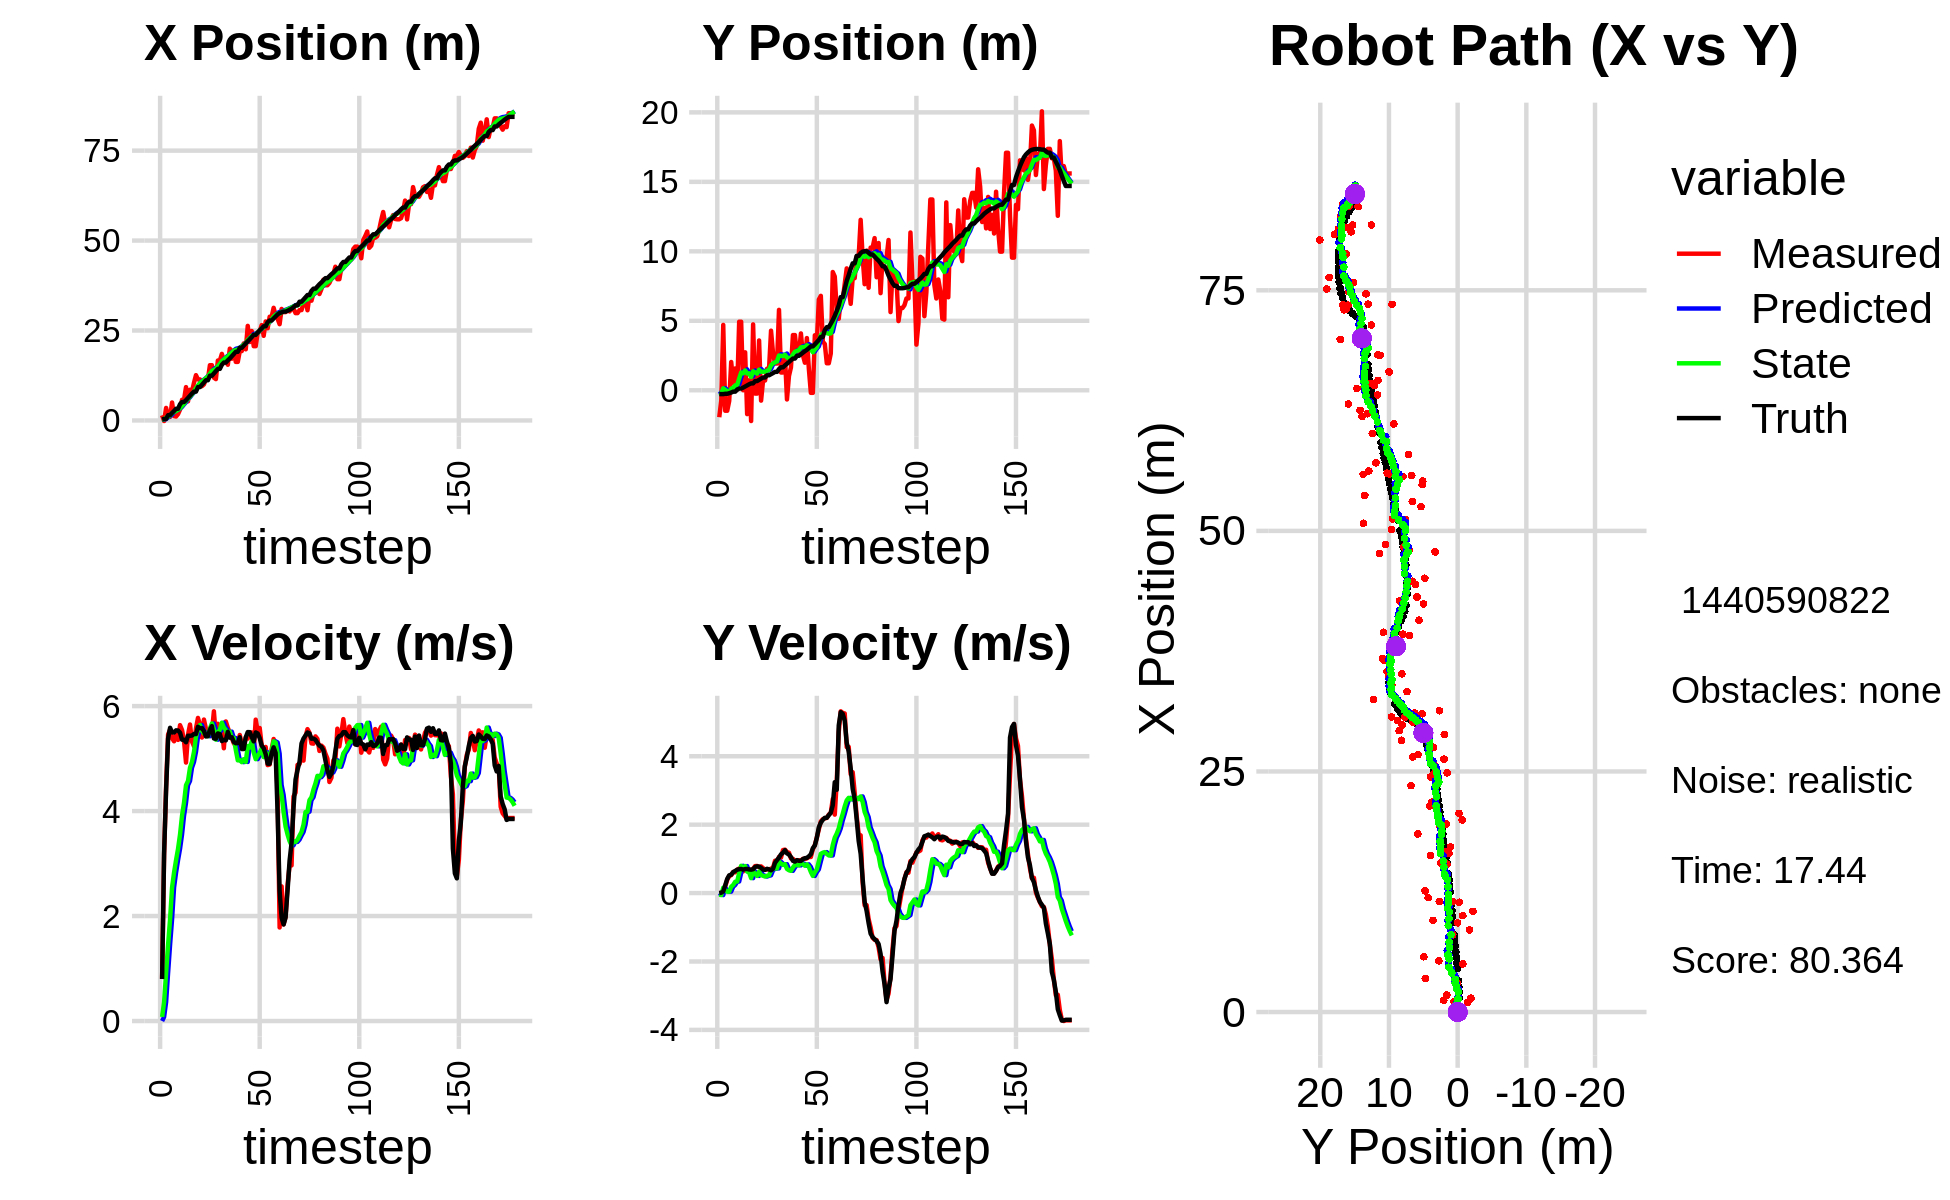 X Position (m)
75
50
25
0
0
50
100
150
timestep
Y Position (m)
20
15
10
5
0
0
50
100
150
timestep
X Velocity (m/s)
6
4
2
0
0
50
100
150
timestep
Y Velocity (m/s)
4
2
0
-2
-4
0
50
100
150
timestep
Robot Path (X vs Y)
X Position (m)
75
50
25
0
20 10 0 -10 -20
Y Position (m)
variable
Measured
Predicted
State
Truth
1440590822
Obstacles: none
Noise: realistic
Time: 17.44
Score: 80.364